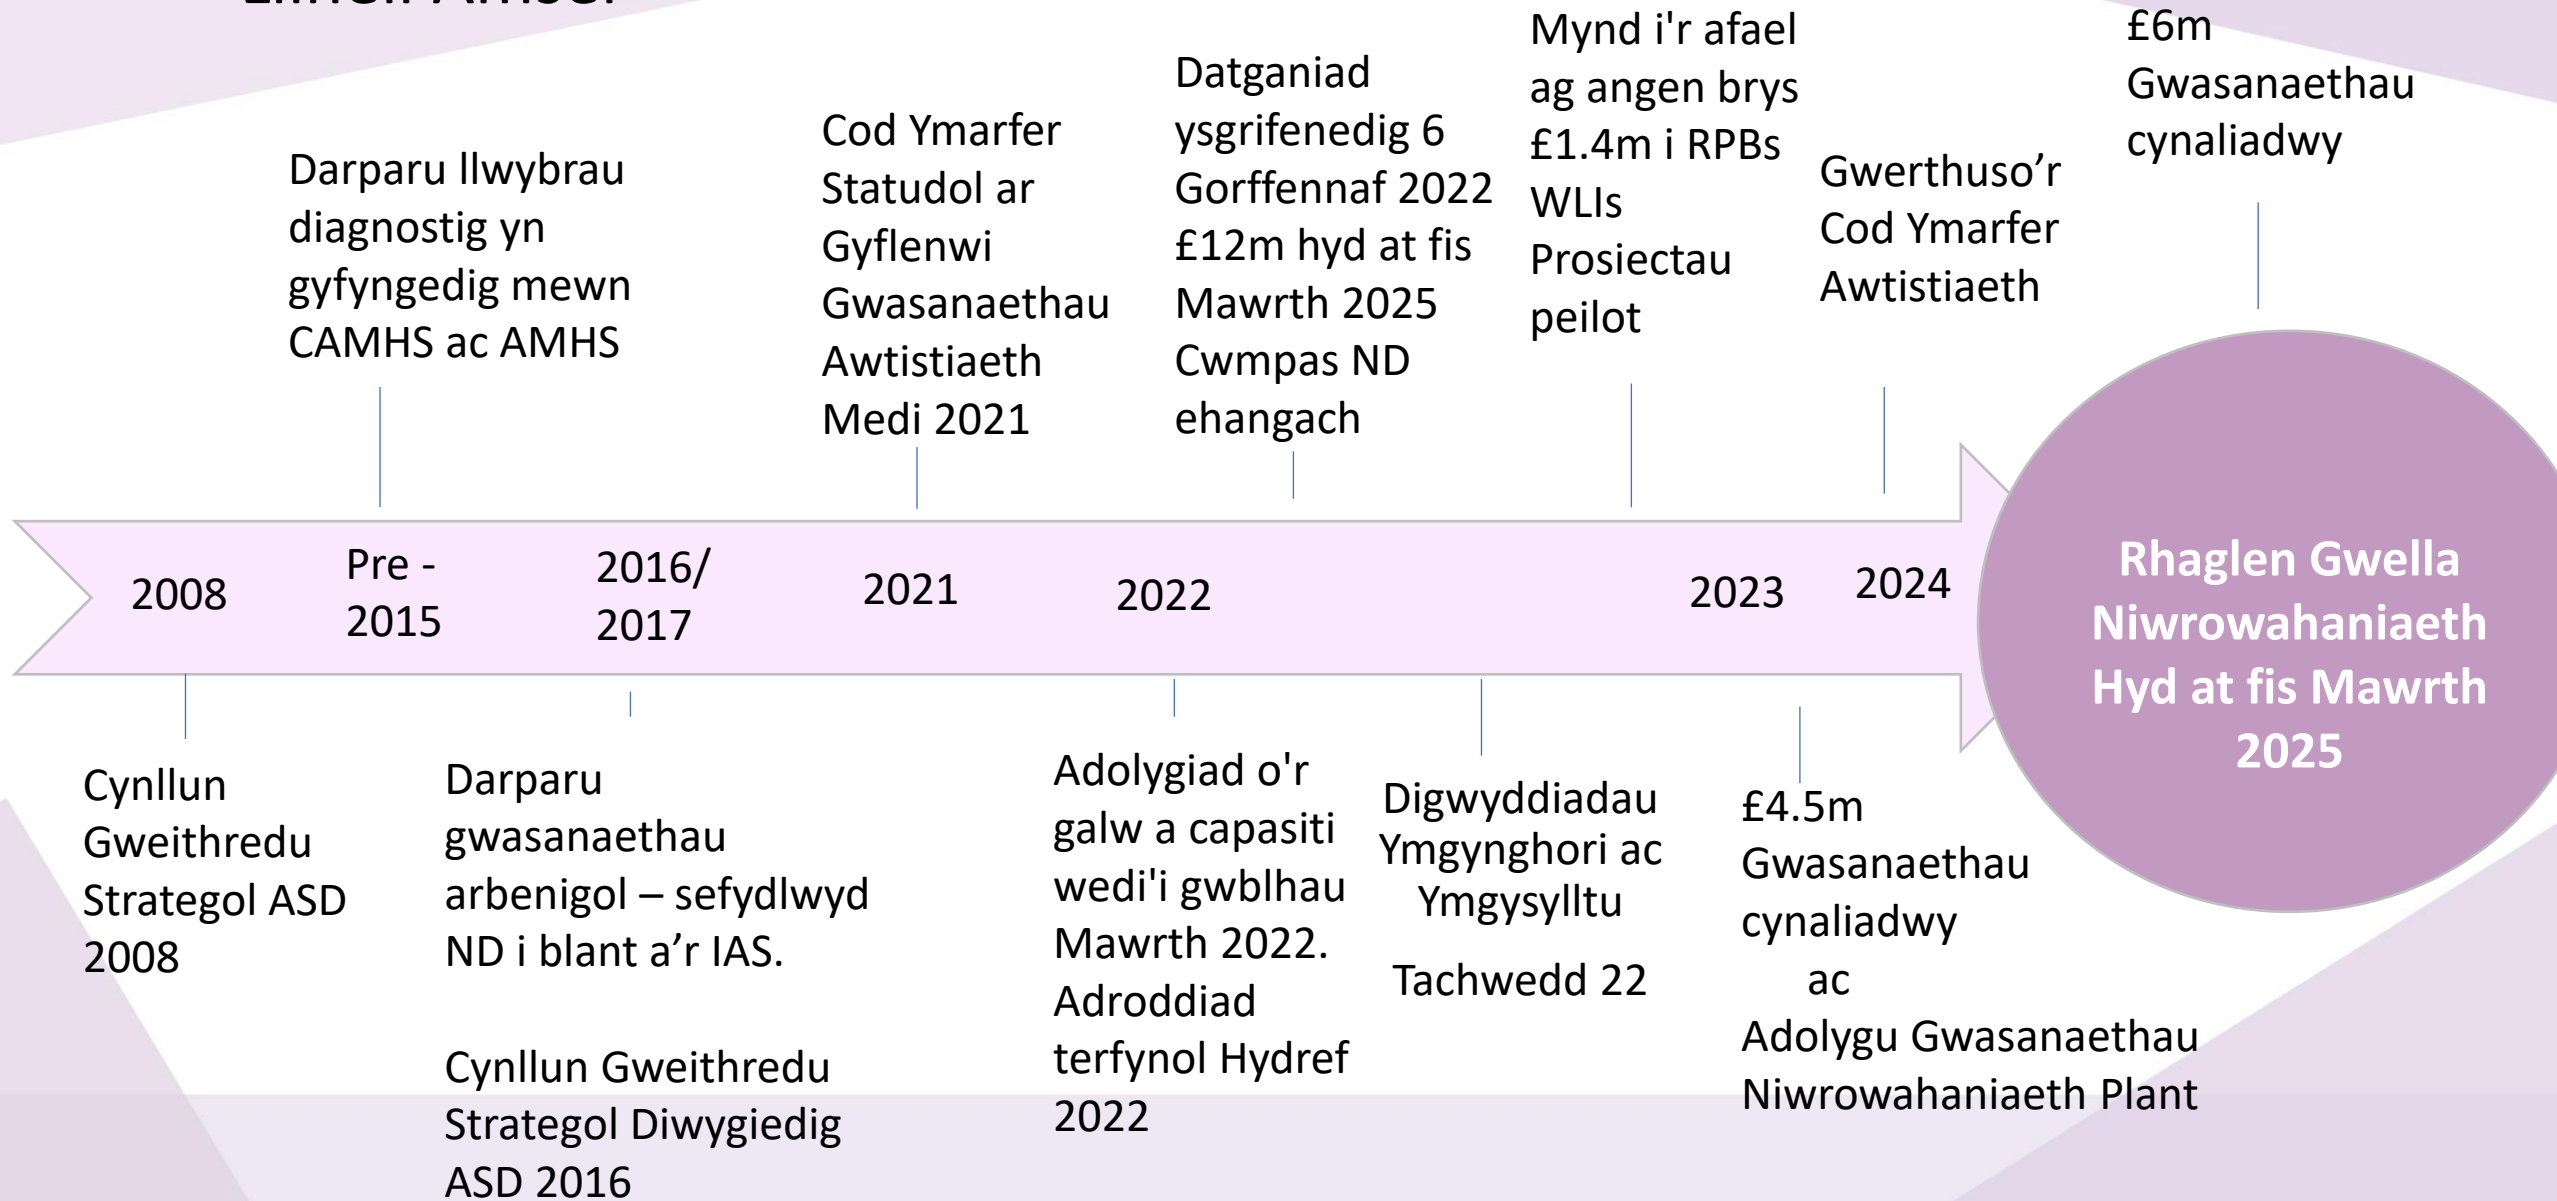 Darparu llwybrau
diagnostig yn
gyfyngedig mewn
CAMHS ac AMHS
Cod Ymarfer
Statudol ar
Gyflenwi
Gwasanaethau
Awtistiaeth
Medi 2021
Datganiad
ysgrifenedig 6
Gorffennaf 2022
£12m hyd at fis
Mawrth 2025
Cwmpas ND
ehangach
Mynd i'r afael
ag angen brys
£1.4m i RPBs
WLIs
Prosiectau
peilot
Gwerthuso’r
Cod Ymarfer
Awtistiaeth
£6m
Gwasanaethau
cynaliadwy
2008
Pre -
2015
2016/
2017
2021
2022
2023
2024
Rhaglen Gwella
Niwrowahaniaeth
Hyd at fis Mawrth
2025
Cynllun
Gweithredu
Strategol ASD
2008
Darparu
gwasanaethau
arbenigol – sefydlwyd
ND i blant a’r IAS.
Cynllun Gweithredu
Strategol Diwygiedig
ASD 2016
Adolygiad o'r
galw a capasiti
wedi'i gwblhau
Mawrth 2022.
Adroddiad
terfynol Hydref
2022
Digwyddiadau
Ymgynghori ac
Ymgysylltu
Tachwedd 22
£4.5m
Gwasanaethau
cynaliadwy
ac
Adolygu Gwasanaethau
Niwrowahaniaeth Plant